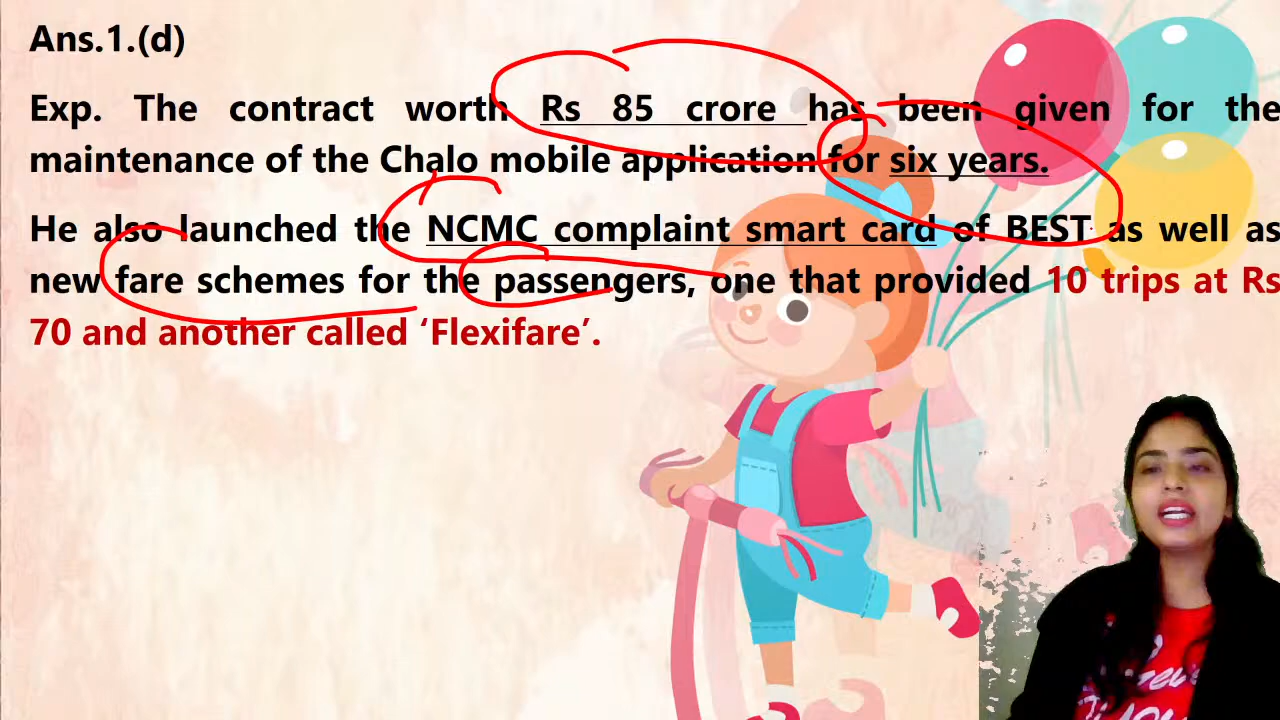 Ans.1.(d)
Exp. The contract worth Rs 85 crore has been given for the
maintenance of the Chalo mobile application for six years.
He also launched the NCMC complaint smart card of BEST as well as
new fare schemes for the passengers, one that provided 10 trips at Rs
70 and another called ‘Flexifare’.